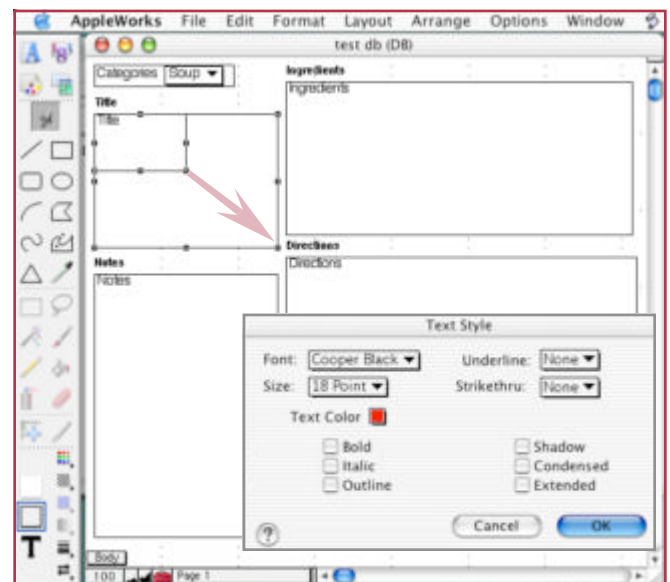 AppleWorks File Edit Format Layout Arrange Options Window
test db (DB)
Categories Soup
Ingredients
Ingredients
Title
Title
Directions
Directions
Notes
Notes
Text Style
Font: Cooper Black Underline: None
Size: 18 Point Strikethru: None
Text Color
Bold Shadow
Italic Condensed
Outline Extended
? Cancel OK
Body
100 Page 1